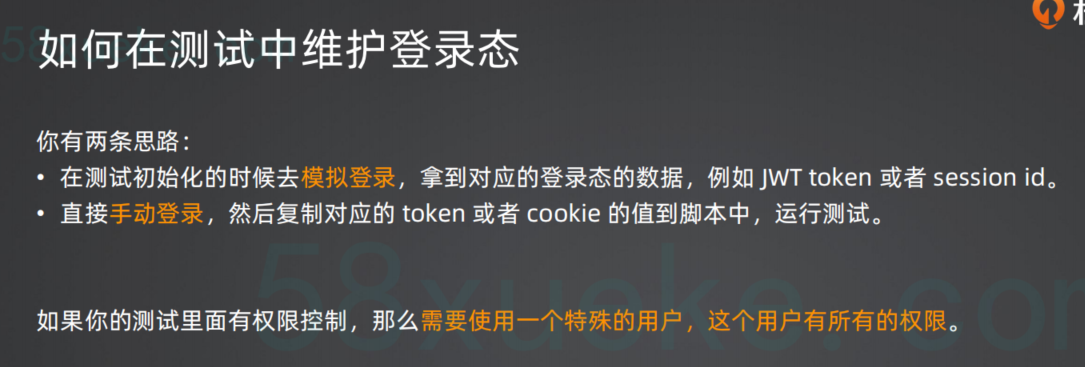 如何在测试中维护登录态
你有两条思路：
• 在测试初始化的时候去模拟登录，拿到对应的登录态的数据，例如 JWT token 或者 session id。
• 直接手动登录，然后复制对应的 token 或者 cookie 的值到脚本中，运行测试。
如果你的测试里面有权限控制，那么需要使用一个特殊的用户，这个用户有所有的权限。
58xueke.com